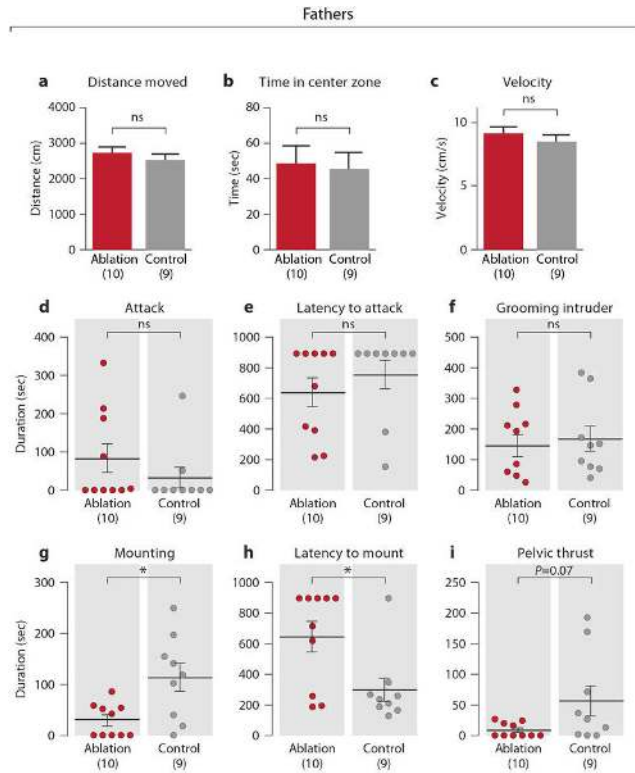 Fathers
a Distance moved
b Time in center zone
c Velocity
ns
ns
ns
Distance (cm)
4000
3000
2000
1000
0
Time (sec)
80
60
40
20
0
Velocity (cm/s)
10
5
0
Ablation Control
(10) (9)
Ablation Control
(10) (9)
Ablation Control
(10) (9)
d Attack
e Latency to attack
f Grooming intruder
ns
ns
ns
Duration (sec)
400
300
200
100
0
1000
800
600
400
200
0
500
400
300
200
100
0
Ablation Control
(10) (9)
Ablation Control
(10) (9)
Ablation Control
(10) (9)
g Mounting
h Latency to mount
i Pelvic thrust
*
*
P=0.07
Duration (sec)
300
200
100
0
1000
800
600
400
200
0
250
200
150
100
50
0
Ablation Control
(10) (9)
Ablation Control
(10) (9)
Ablation Control
(10) (9)